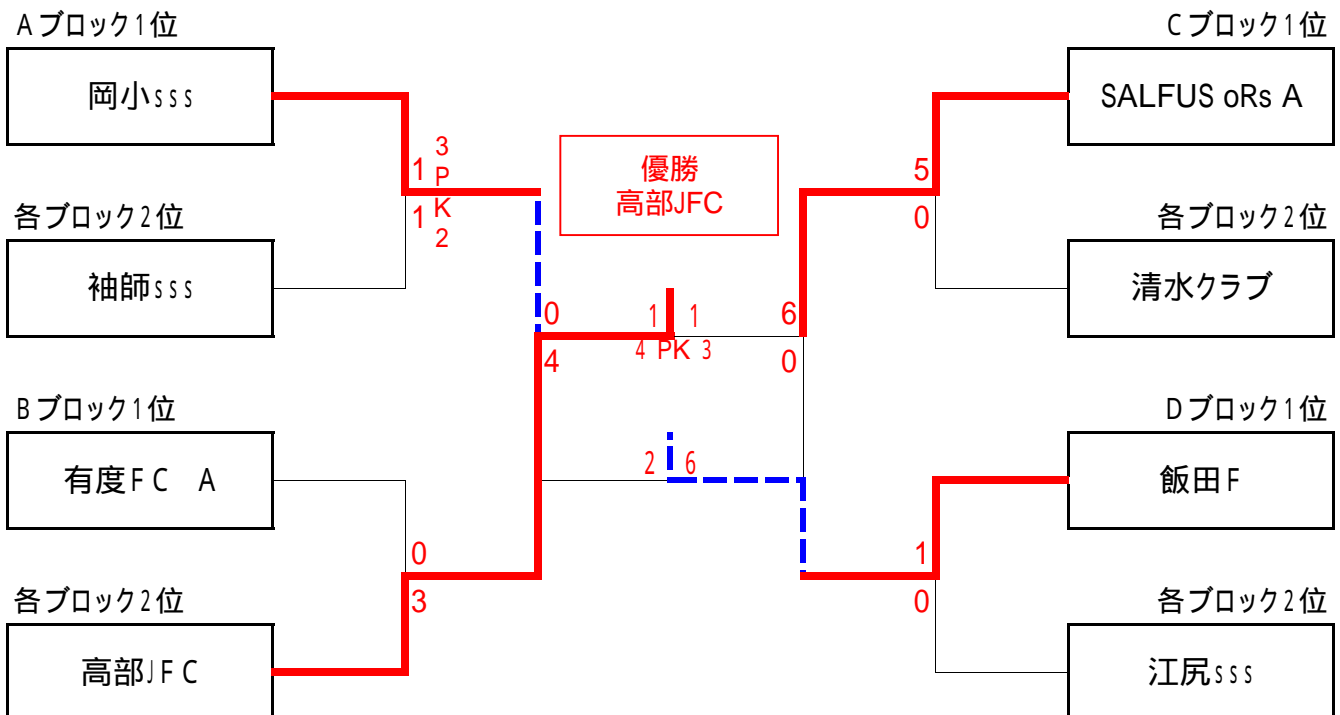 Aブロック1位
岡小sss
各ブロック2位
袖師sss
Bブロック1位
有度FC A
各ブロック2位
高部JFC
1
1
3
P
K
2
0
3
0
4
優勝
高部JFC
1 1
4 PK 3
2 6
6
0
5
0
1
0
Cブロック1位
SALFUS oRs A
各ブロック2位
清水クラブ
Dブロック1位
飯田F
各ブロック2位
江尻sss